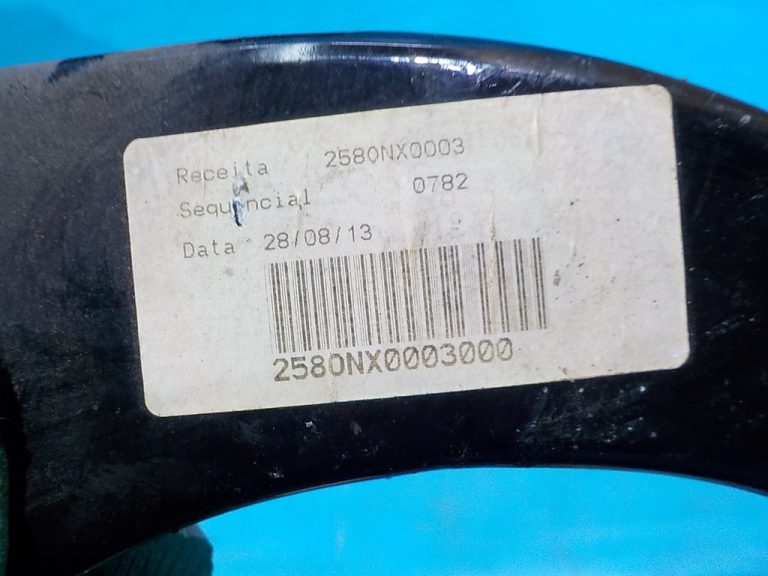 Receita 2580NX0003
Sequencial 0782
Data 28/08/13
2580NX0003000